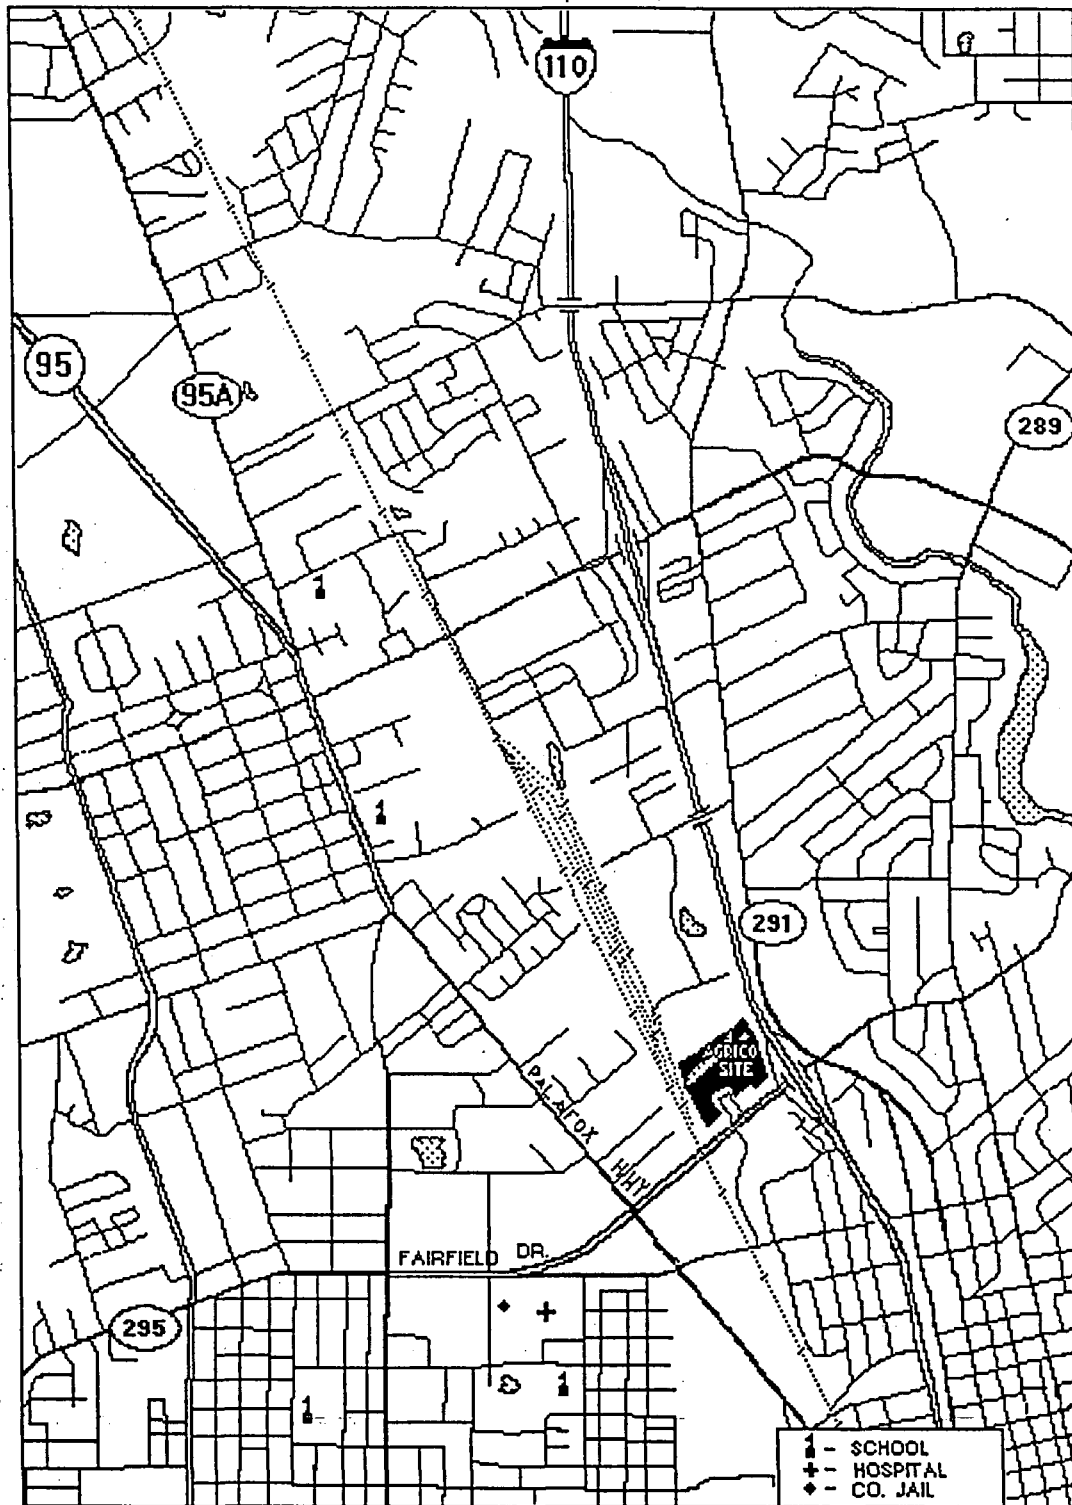 110
95
95A
289
291
AGRICO
SITE
PALAFOX HWY
FAIRFIELD DR.
295
- SCHOOL
- HOSPITAL
- CO. JAIL